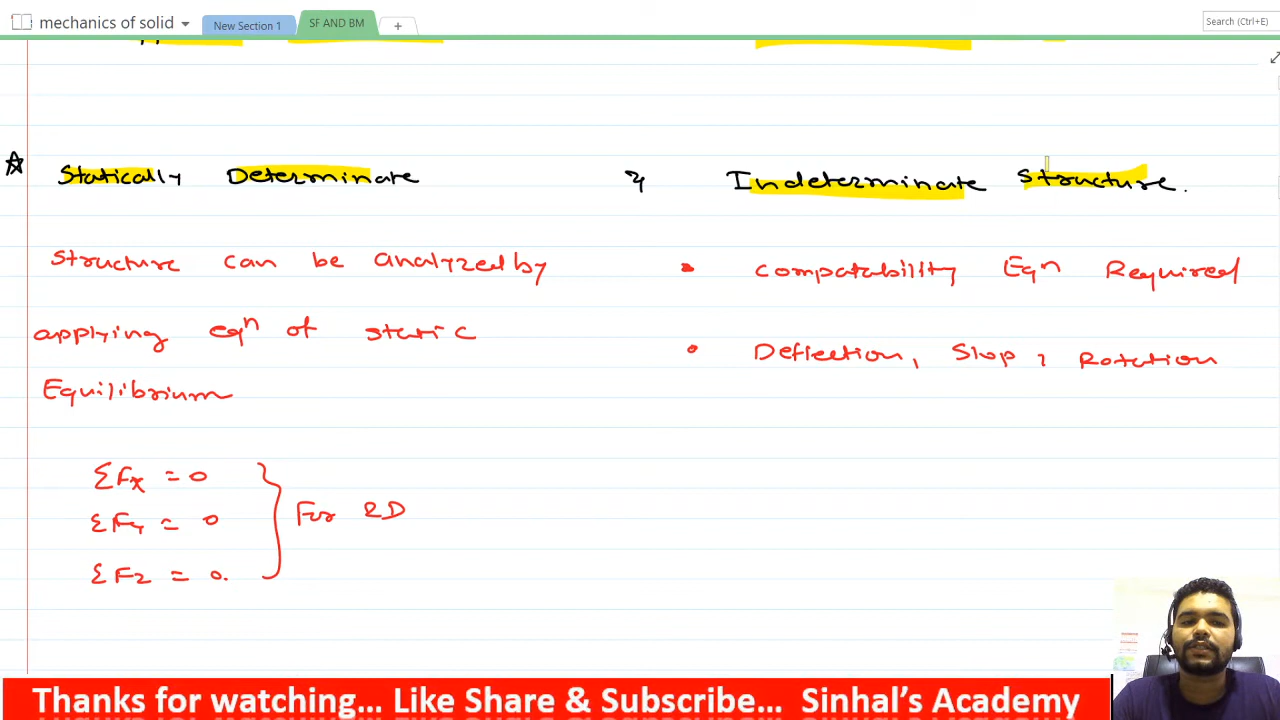 mechanics of solid
New Section 1
SF AND BM
+
Search (Ctrl+E)
Statically Determinate & Indeterminate Structure.
Structure can be analyzed by
applying eqn of static
Equilibrium
• Compatability Eqn Required
• Deflection, Slop, Rotation
ΣFx = 0
ΣFy = 0
ΣFz = 0.
For 2D
Thanks for watching... Like Share & Subscribe... Sinhal's Academy